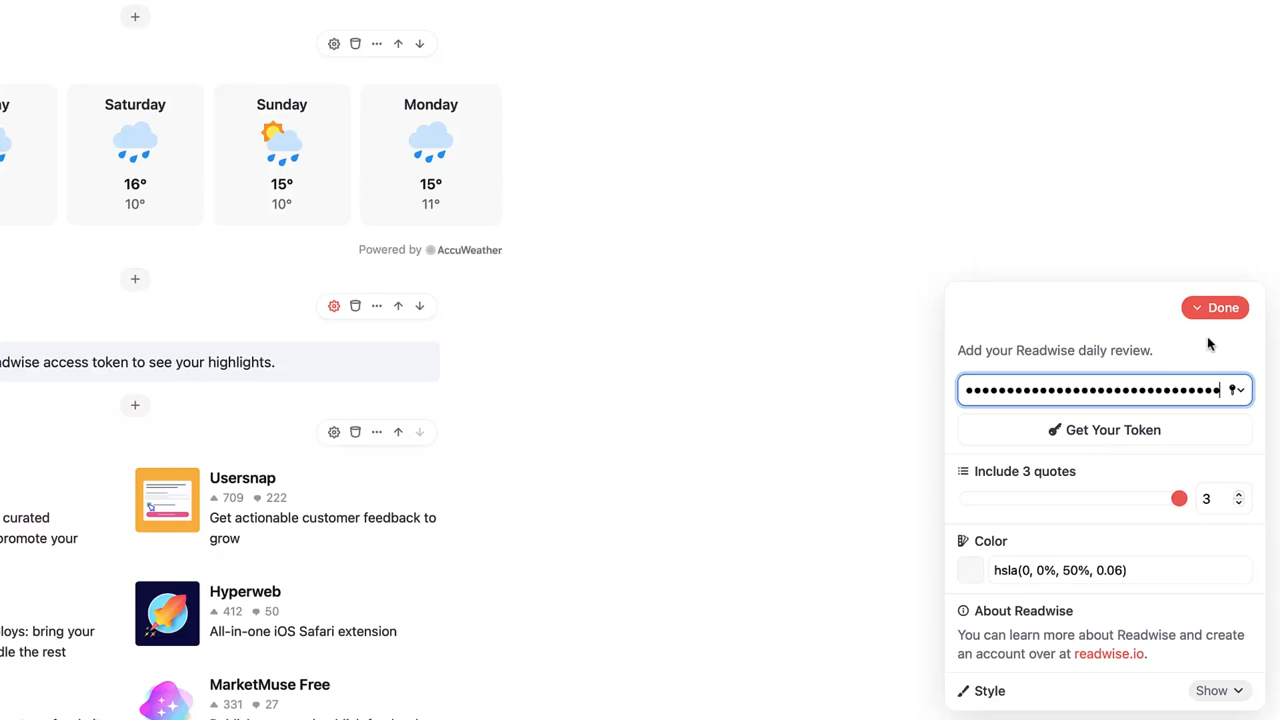 Saturday
Sunday
Monday
16°
15°
15°
10°
10°
11°
Powered by AccuWeather
access token to see your highlights.
Usersnap
709 222
Get actionable customer feedback to
grow
curated
promote your
Hyperweb
412 50
All-in-one iOS Safari extension
bring your
the rest
MarketMuse Free
331 27
Done
Add your Readwise daily review.
Get Your Token
Include 3 quotes
3
Color
hsla(0, 0%, 50%, 0.06)
About Readwise
You can learn more about Readwise and create
an account over at readwise.io.
Style
Show